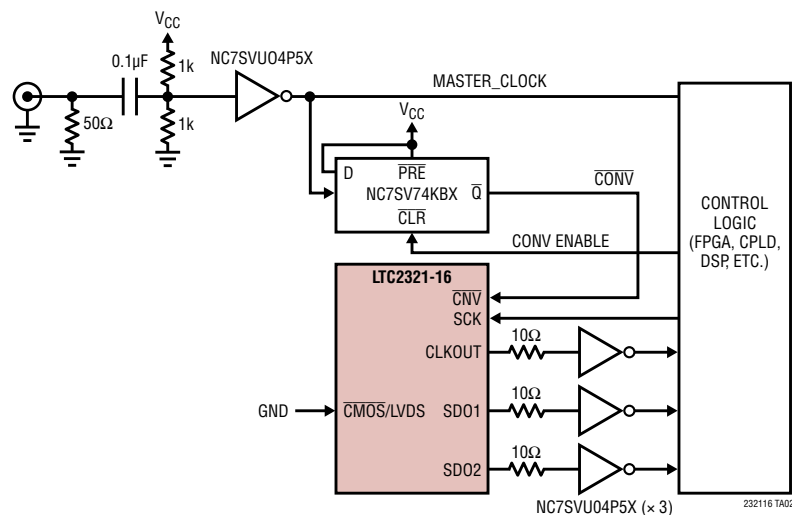 VCC
0.1µF
1k
NC7SVU04P5X
MASTER_CLOCK
50Ω
1k
VCC
D
PRE
NC7SV74KBX
Q
CLR
CONV
CONV ENABLE
CONTROL
LOGIC
(FPGA, CPLD,
DSP, ETC.)
LTC2321-16
CNV
SCK
10Ω
CLKOUT
GND
CMOS/LVDS
10Ω
SDO1
10Ω
SDO2
NC7SVU04P5X (× 3)
232116 TA02